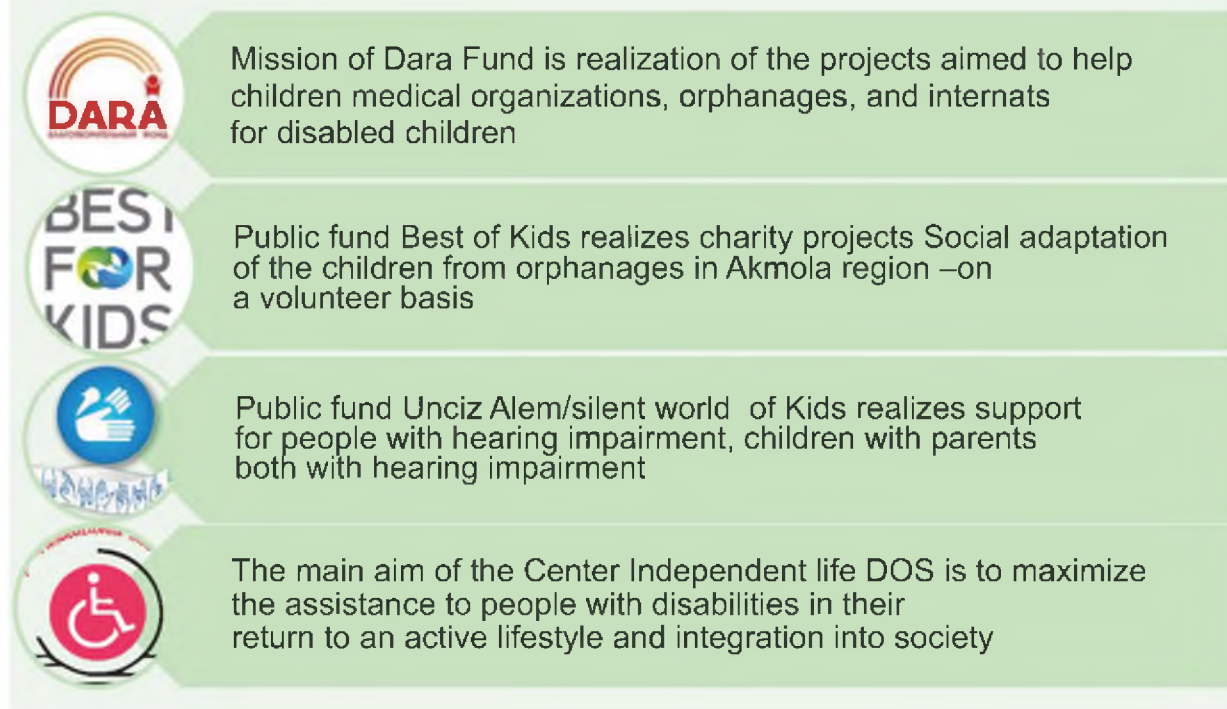 DARA
БЛАГОТВОРИТЕЛЬНЫЙ ФОНД
Mission of Dara Fund is realization of the projects aimed to help
children medical organizations, orphanages, and internats
for disabled children
BEST
FOR
KIDS
Public fund Best of Kids realizes charity projects Social adaptation
of the children from orphanages in Akmola region –on
a volunteer basis
Public fund Unciz Alem/silent world of Kids realizes support
for people with hearing impairment, children with parents
both with hearing impairment
The main aim of the Center Independent life DOS is to maximize
the assistance to people with disabilities in their
return to an active lifestyle and integration into society